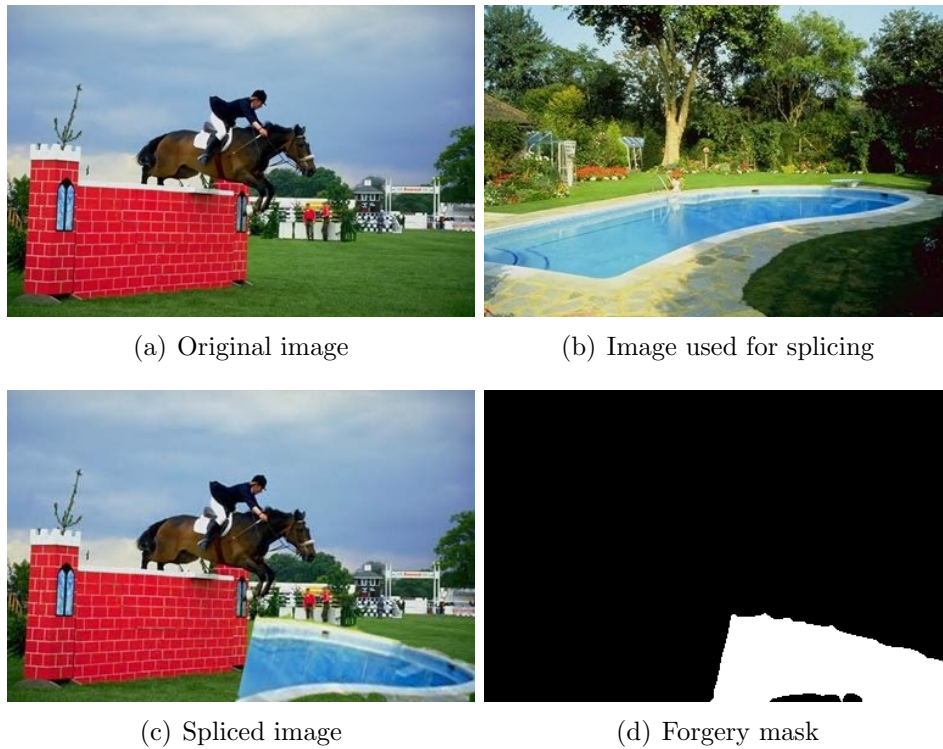 (a) Original image
(b) Image used for splicing
(c) Spliced image
(d) Forgery mask